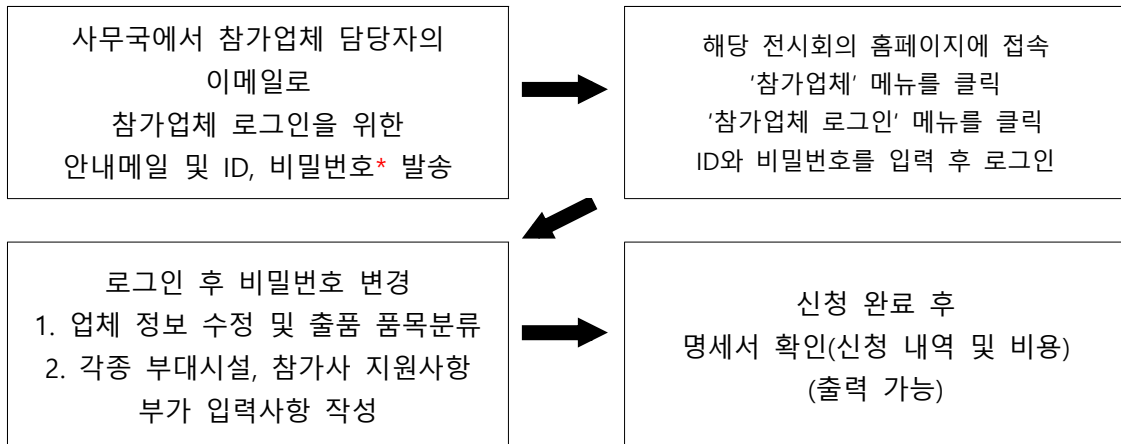 사무국에서 참가업체 담당자의
이메일로
참가업체 로그인을 위한
안내메일 및 ID, 비밀번호* 발송
해당 전시회의 홈페이지에 접속
'참가업체' 메뉴를 클릭
'참가업체 로그인' 메뉴를 클릭
ID와 비밀번호를 입력 후 로그인
로그인 후 비밀번호 변경
1. 업체 정보 수정 및 출품 품목분류
2. 각종 부대시설, 참가사 지원사항
부가 입력사항 작성
신청 완료 후
명세서 확인(신청 내역 및 비용)
(출력 가능)